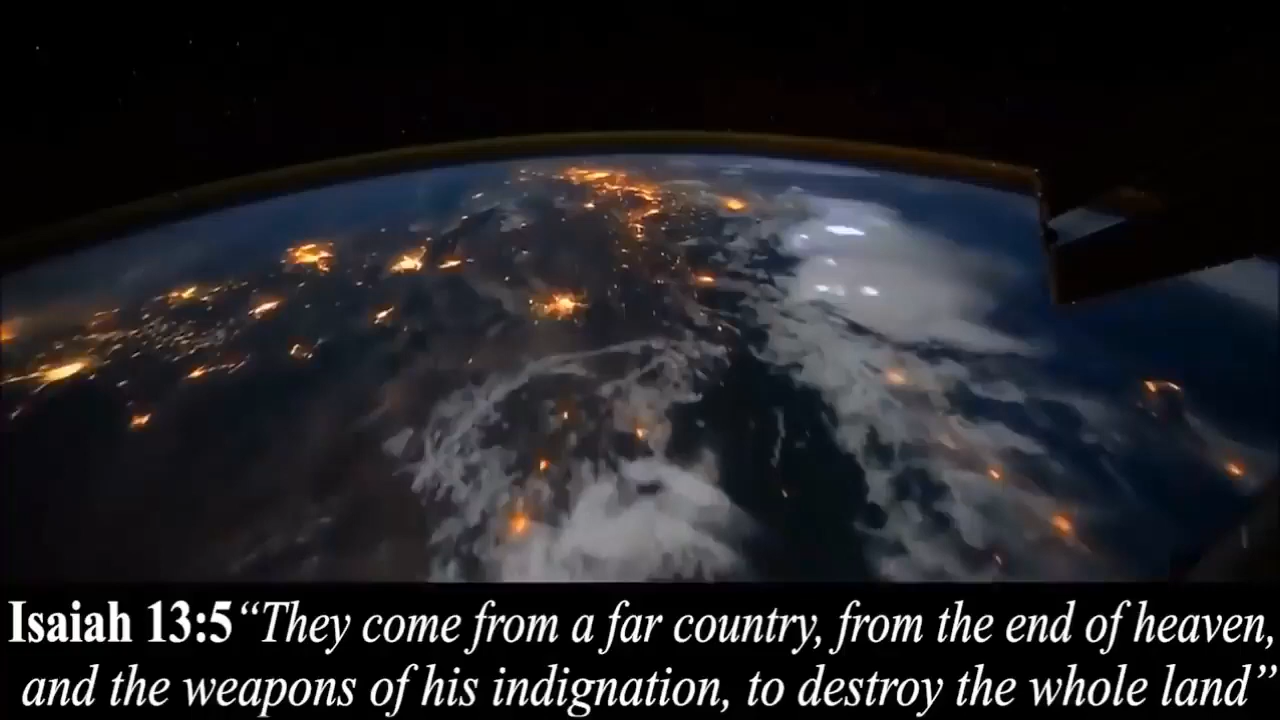 Isaiah 13:5 “They come from a far country, from the end of heaven,
and the weapons of his indignation, to destroy the whole land”